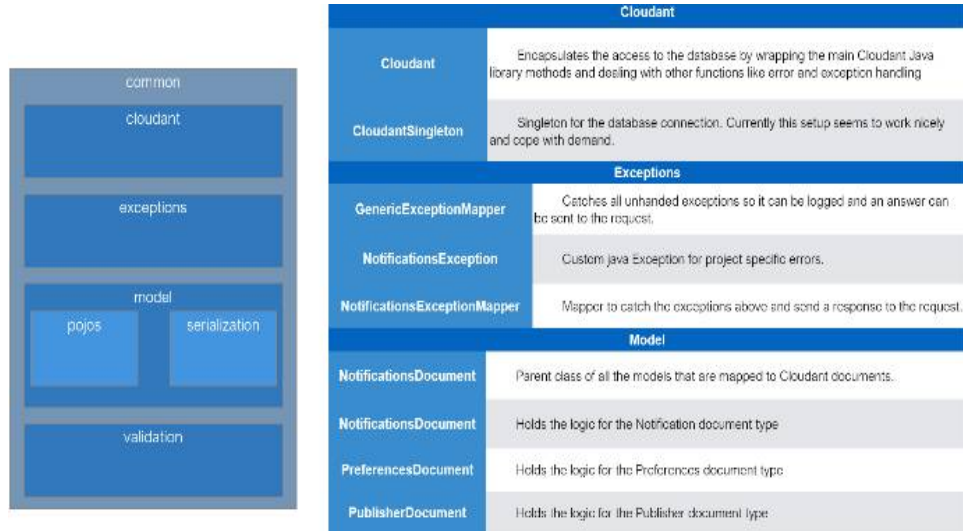 common
cloudant
exceptions
model
pojos
serialization
validation
Cloudant
Cloudant
Encapsulates the access to the database by wrapping the main Cloudant Java
library methods and dealing with other functions like error and exception handling
CloudantSingleton
Singleton for the database connection. Currently this setup seems to work nicely
and cope with demand.
Exceptions
GenericExceptionMapper
Catches all unhanded exceptions so it can be logged and an answer can
be sent to the request.
NotificationsException
Custom java Exception for project specific errors.
NotificationsExceptionMapper
Mapper to catch the exceptions above and send a response to the request.
Model
NotificationsDocument
Parent class of all the models that are mapped to Cloudant documents.
NotificationsDocument
Holds the logic for the Notification document type
PreferencesDocument
Holds the logic for the Preferences document type
PublisherDocument
Holds the logic for the Publisher document type